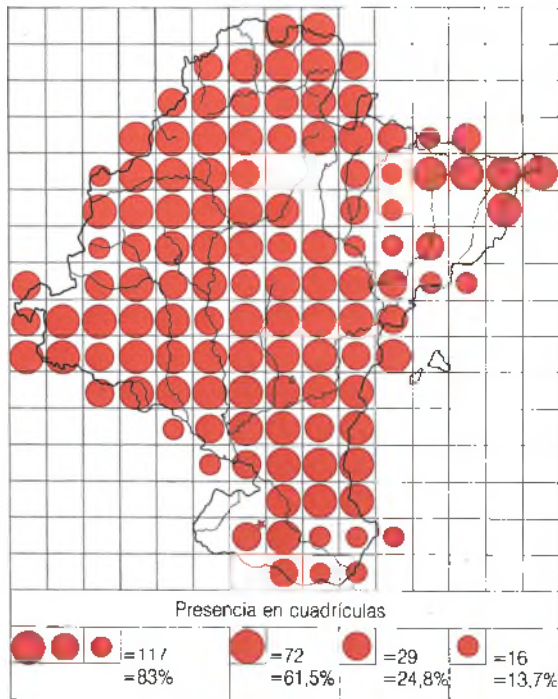 Presencia en cuadrículas
=117 =72 =29 =16
=83% =61,5% =24,8% =13,7%